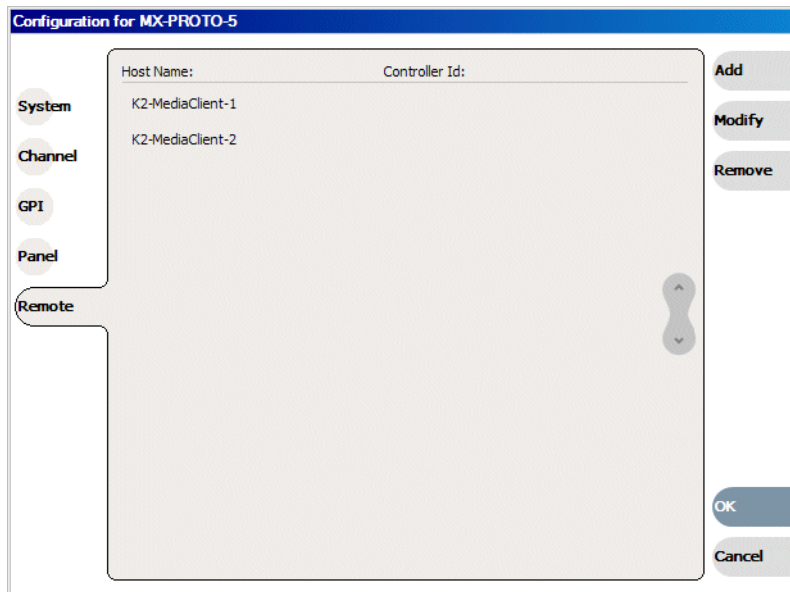 Configuration for MX-PROTO-5
Host Name: Controller Id:
K2-MediaClient-1
K2-MediaClient-2
System
Channel
GPI
Panel
Remote
Add
Modify
Remove
OK
Cancel